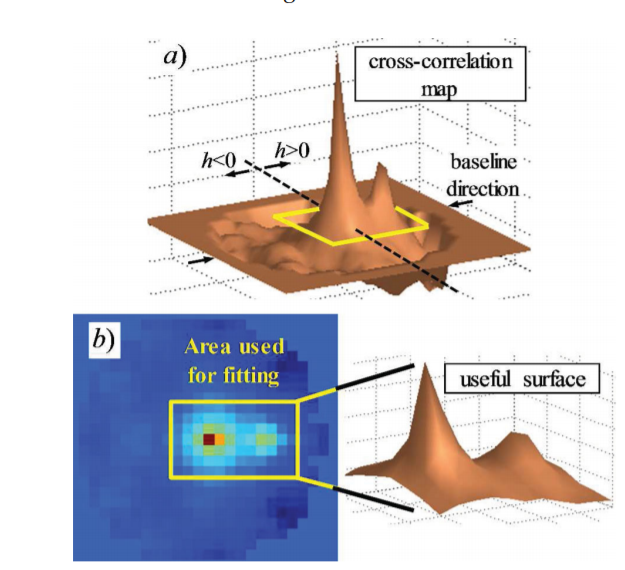 a)
cross-correlation
map
h<0
h>0
baseline
direction
b)
Area used
for fitting
useful surface